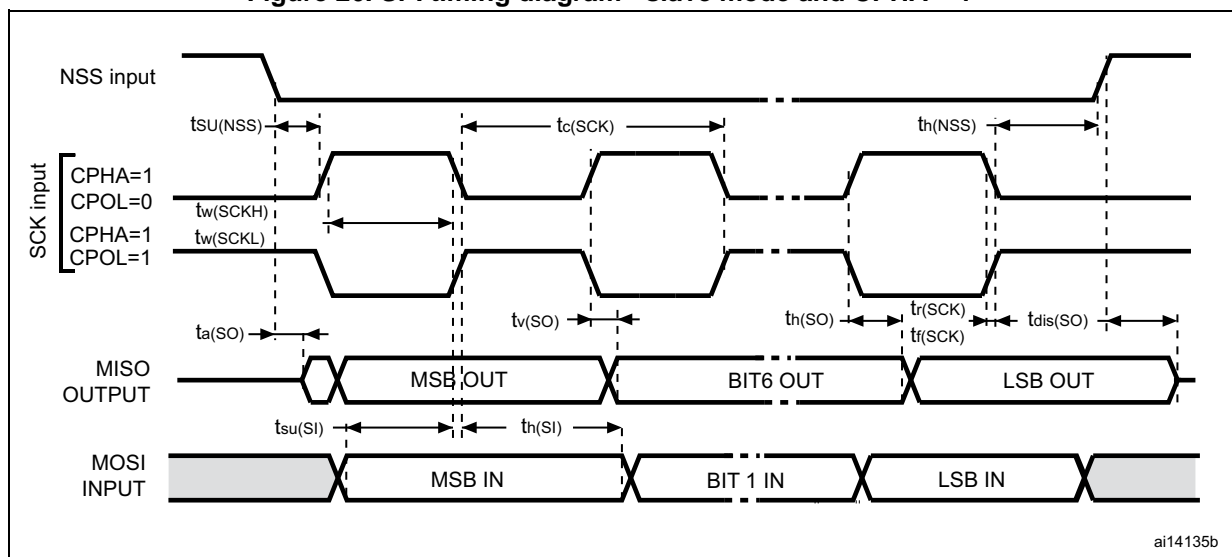 NSS input
tSU(NSS)
tc(SCK)
th(NSS)
SCK input
CPHA=1
CPOL=0
tw(SCKH)
CPHA=1
tw(SCKL)
CPOL=1
ta(SO)
tv(SO)
th(SO)
tr(SCK)
tf(SCK)
tdis(SO)
MISO
OUTPUT
MSB OUT
BIT6 OUT
LSB OUT
tsu(SI)
th(SI)
MOSI
INPUT
MSB IN
BIT 1 IN
LSB IN
ai14135b